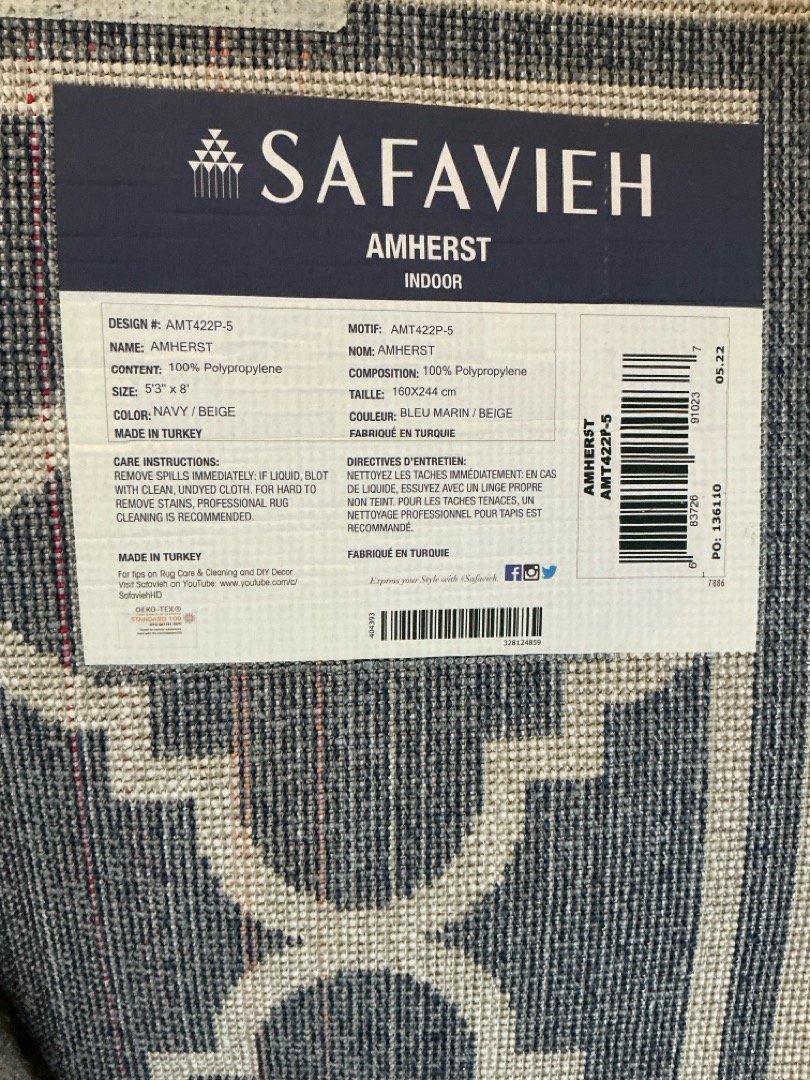 SAFAVIEH
AMHERST
INDOOR
DESIGN #: AMT422P-5
NAME: AMHERST
CONTENT: 100% Polypropylene
SIZE: 5'3" x 8'
COLOR: NAVY / BEIGE
MADE IN TURKEY
MOTIF: AMT422P-5
NOM: AMHERST
COMPOSITION: 100% Polypropylene
TAILLE: 160X244 cm
COULEUR: BLEU MARIN / BEIGE
FABRIQUÉ EN TURQUIE
CARE INSTRUCTIONS:
REMOVE SPILLS IMMEDIATELY: IF LIQUID, BLOT
WITH CLEAN, UNDYED CLOTH. FOR HARD TO
REMOVE STAINS, PROFESSIONAL RUG
CLEANING IS RECOMMENDED.
DIRECTIVES D'ENTRETIEN:
NETTOYEZ LES TACHES IMMÉDIATEMENT: EN CAS
DE LIQUIDE, ESSUYEZ AVEC UN LINGE PROPRE
NON TEINT. POUR LES TACHES TENACES, UN
NETTOYAGE PROFESSIONNEL POUR TAPIS EST
RECOMMANDÉ.
MADE IN TURKEY
FABRIQUÉ EN TURQUIE
For tips on Rug Care & Cleaning and DIY Decor
Visit Safavieh on YouTube: www.youtube.com/c/
SafaviehHD
Express your Style with #Safavieh
OEKO-TEX®
STANDARD 100
404393
328124859
AMHERST
AMT422P-5
6 83726 91023 7
05.22
PO: 136110
1
7886